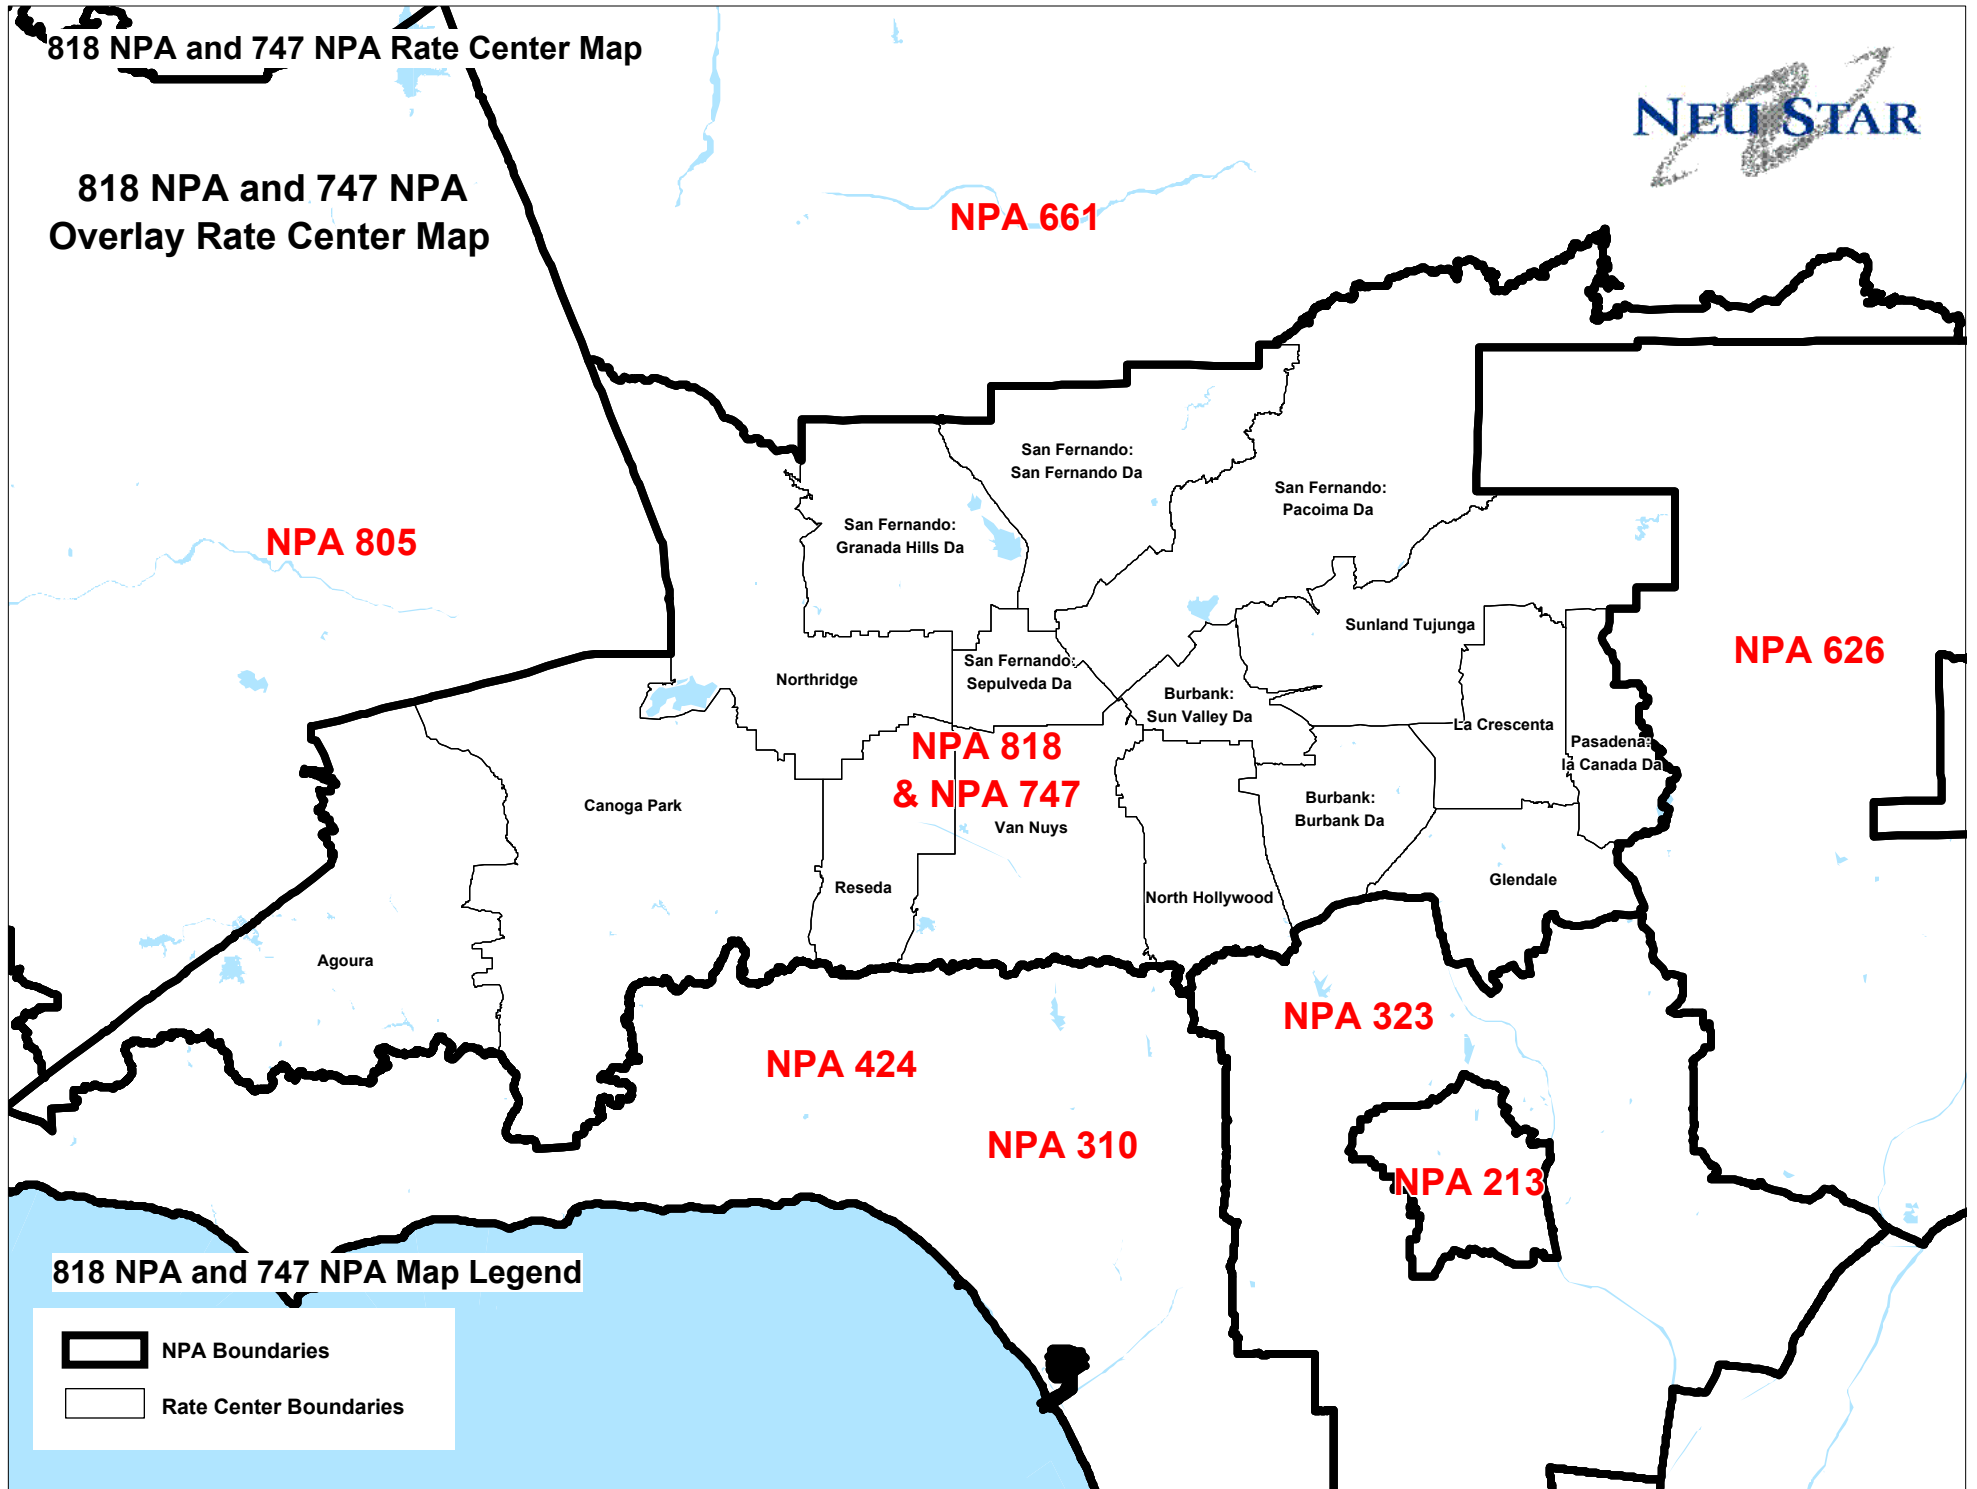 818 NPA and 747 NPA Rate Center Map
NEUSTAR
818 NPA and 747 NPA
Overlay Rate Center Map
NPA 661
San Fernando:
San Fernando Da
San Fernando:
Pacoima Da
San Fernando:
Granada Hills Da
NPA 805
Sunland Tujunga
NPA 626
San Fernando:
Sepulveda Da
Northridge
Burbank:
Sun Valley Da
La Crescenta
Pasadena:
la Canada Da
NPA 818
& NPA 747
Canoga Park
Van Nuys
Burbank:
Burbank Da
Reseda
North Hollywood
Glendale
Agoura
NPA 323
NPA 424
NPA 310
NPA 213
818 NPA and 747 NPA Map Legend
NPA Boundaries
Rate Center Boundaries